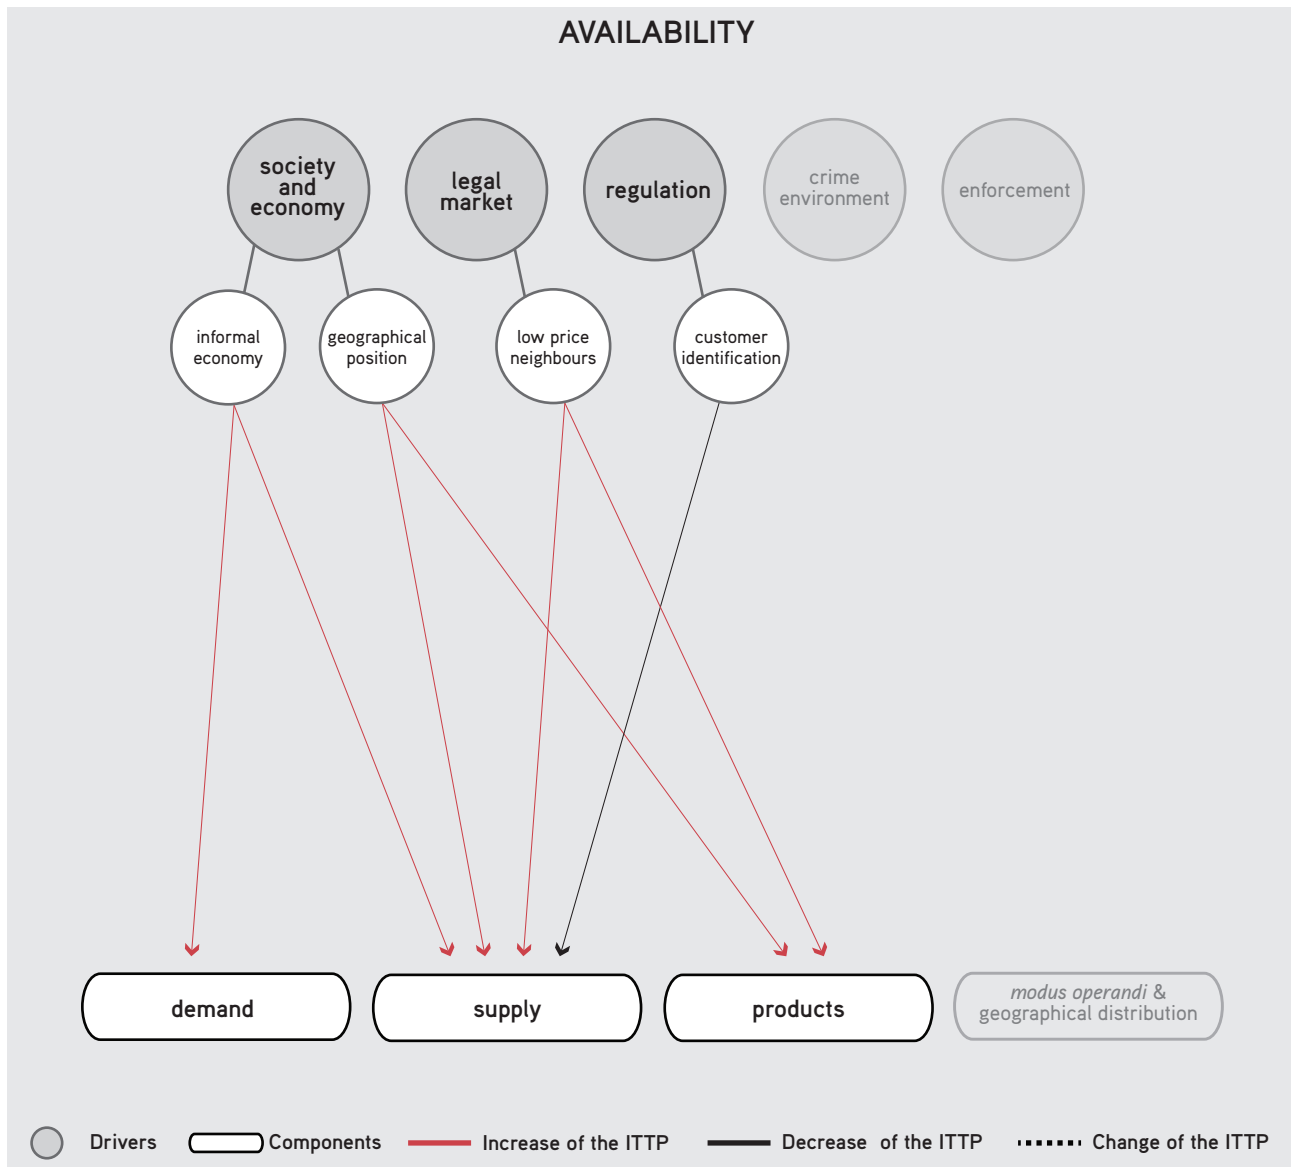 AVAILABILITY
society
and
economy
legal
market
regulation
crime
environment
enforcement
informal
economy
geographical
position
low price
neighbours
customer
identification
demand
supply
products
modus operandi &
geographical distribution
Drivers
Components
Increase of the ITTP
Decrease of the ITTP
Change of the ITTP